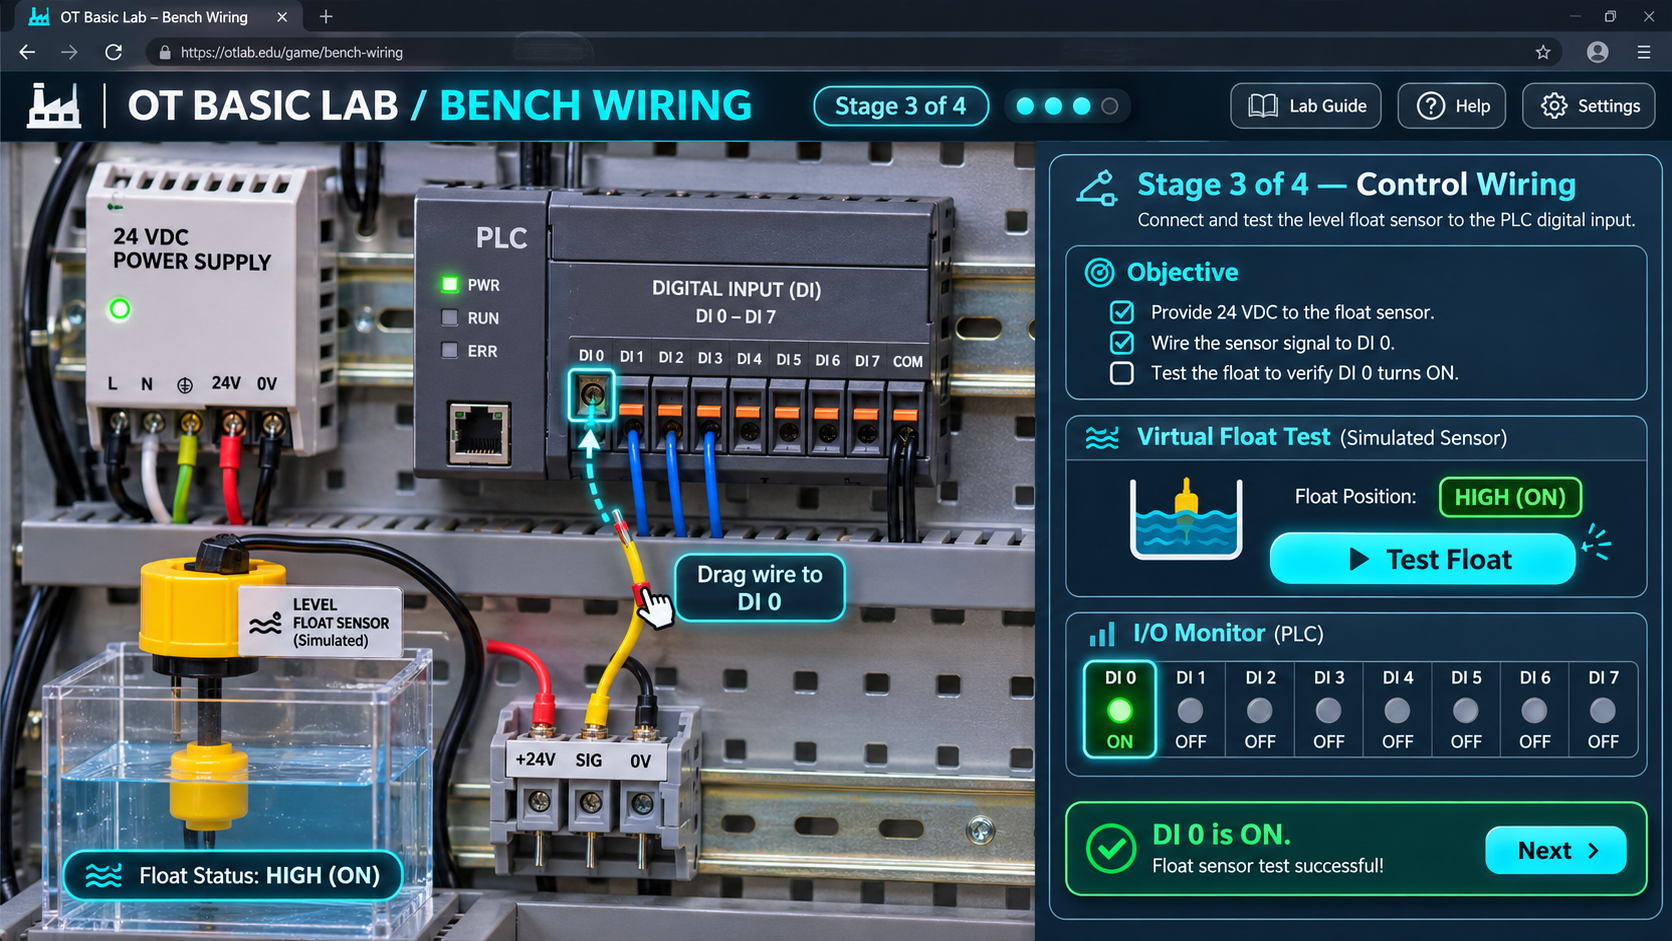 OT Basic Lab – Bench Wiring
https://otlab.edu/game/bench-wiring
OT BASIC LAB / BENCH WIRING
Stage 3 of 4
Lab Guide
Help
Settings
24 VDC
POWER SUPPLY
L N 24V 0V
PLC
PWR
RUN
ERR
DIGITAL INPUT (DI)
DI 0 – DI 7
DI 0 DI 1 DI 2 DI 3 DI 4 DI 5 DI 6 DI 7 COM
Drag wire to
DI 0
LEVEL
FLOAT SENSOR
(Simulated)
+24V SIG 0V
Float Status: HIGH (ON)
Stage 3 of 4 — Control Wiring
Connect and test the level float sensor to the PLC digital input.
Objective
Provide 24 VDC to the float sensor.
Wire the sensor signal to DI 0.
Test the float to verify DI 0 turns ON.
Virtual Float Test (Simulated Sensor)
Float Position: HIGH (ON)
Test Float
I/O Monitor (PLC)
DI 0 DI 1 DI 2 DI 3 DI 4 DI 5 DI 6 DI 7
ON OFF OFF OFF OFF OFF OFF OFF
DI 0 is ON.
Float sensor test successful!
Next